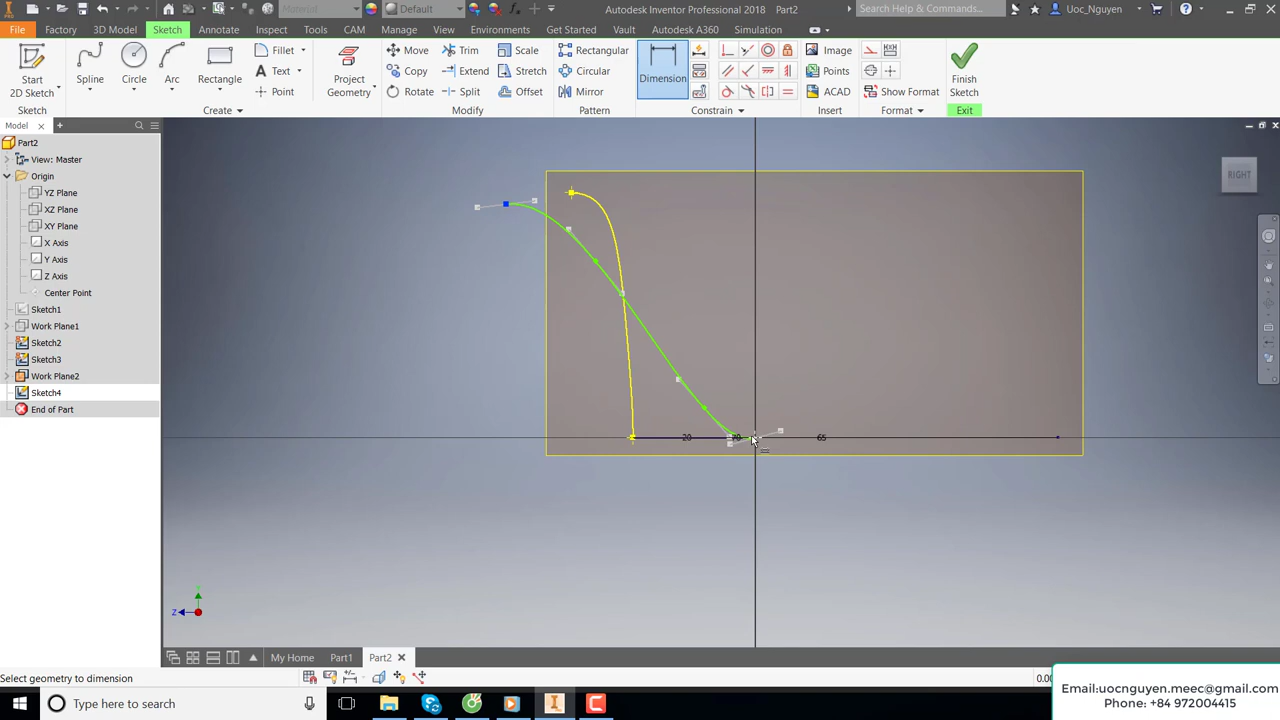 Material
Default
Autodesk Inventor Professional 2018 Part2
Search Help & Commands...
Uoc_Nguyen
File
Factory
3D Model
Sketch
Annotate
Inspect
Tools
CAM
Manage
View
Environments
Get Started
Vault
Autodesk A360
Simulation
Start
2D Sketch
Spline
Circle
Arc
Rectangle
Fillet
Text
Point
Project
Geometry
Move
Copy
Rotate
Trim
Extend
Split
Scale
Stretch
Offset
Rectangular
Circular
Mirror
Dimension
Image
Points
ACAD
Show Format
Finish
Sketch
Sketch
Create
Modify
Pattern
Constrain
Insert
Format
Exit
Model
Part2
View: Master
Origin
YZ Plane
XZ Plane
XY Plane
X Axis
Y Axis
Z Axis
Center Point
Sketch1
Work Plane1
Sketch2
Sketch3
Work Plane2
Sketch4
End of Part
RIGHT
20
70
65
Z
My Home
Part1
Part2
Select geometry to dimension
Type here to search
Email:uocnguyen.meec@gmail.com
Phone: +84 972004415